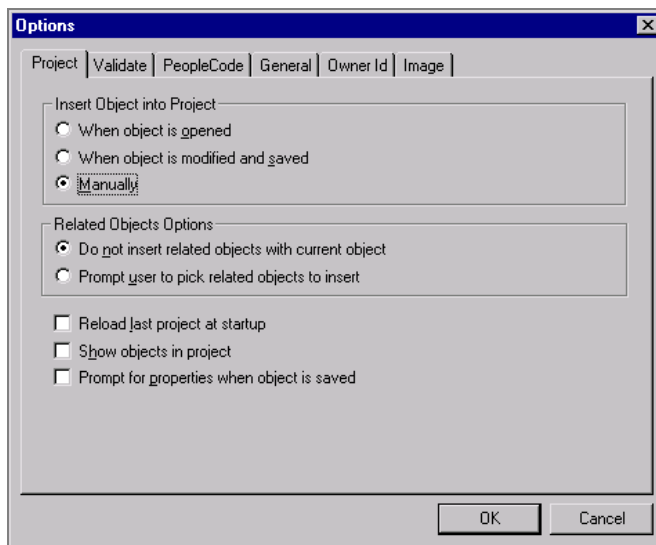 Options
Project Validate PeopleCode General Owner Id Image
Insert Object into Project
When object is opened
When object is modified and saved
Manually
Related Objects Options
Do not insert related objects with current object
Prompt user to pick related objects to insert
Reload last project at startup
Show objects in project
Prompt for properties when object is saved
OK Cancel